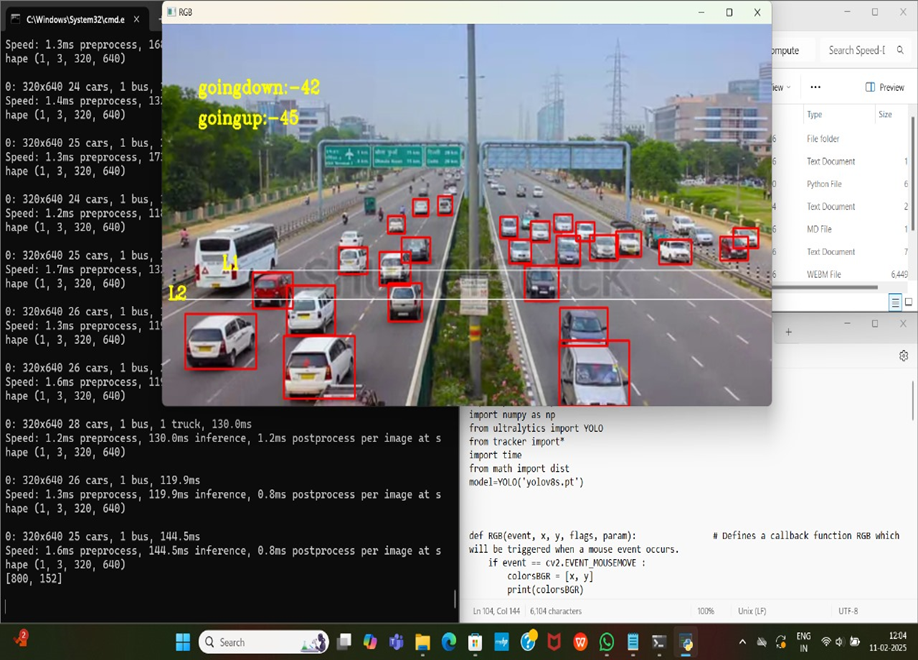 C:\Windows\System32\cmd.e
Speed: 1.3ms preprocess, 168
hape (1, 3, 320, 640)
0: 320x640 24 cars, 1 bus,
Speed: 1.4ms preprocess, 13
hape (1, 3, 320, 640)
0: 320x640 25 cars, 1 bus,
Speed: 1.3ms preprocess, 17
hape (1, 3, 320, 640)
0: 320x640 24 cars, 1 bus,
Speed: 1.2ms preprocess, 118
hape (1, 3, 320, 640)
0: 320x640 25 cars, 1 bus,
Speed: 1.7ms preprocess, 13
hape (1, 3, 320, 640)
0: 320x640 26 cars, 1 bus,
Speed: 1.3ms preprocess, 119
hape (1, 3, 320, 640)
0: 320x640 26 cars, 1 bus,
Speed: 1.6ms preprocess, 119
hape (1, 3, 320, 640)
0: 320x640 28 cars, 1 bus, 1 truck, 130.0ms
Speed: 1.2ms preprocess, 130.0ms inference, 1.2ms postprocess per image at s
hape (1, 3, 320, 640)
0: 320x640 26 cars, 1 bus, 119.9ms
Speed: 1.3ms preprocess, 119.9ms inference, 0.8ms postprocess per image at s
hape (1, 3, 320, 640)
0: 320x640 25 cars, 1 bus, 144.5ms
Speed: 1.6ms preprocess, 144.5ms inference, 0.8ms postprocess per image at s
hape (1, 3, 320, 640)
[800, 152]
RGB
goingdown:-42
goingup:-45
L1
L2
ompute
Search Speed-D
iew
Preview
Type
Size
File folder
Text Document
Python File
Text Document
MD File
Text Document
WEBM File
6,449
import numpy as np
from ultralytics import YOLO
from tracker import*
import time
from math import dist
model=YOLO('yolov8s.pt')
def RGB(event, x, y, flags, param): # Defines a callback function RGB which
will be triggered when a mouse event occurs.
if event == cv2.EVENT_MOUSEMOVE :
colorsBGR = [x, y]
print(colorsBGR)
Ln 104, Col 144
6,104 characters
100%
Unix (LF)
UTF-8
2
Search
ENG
IN
12:04
11-02-2025